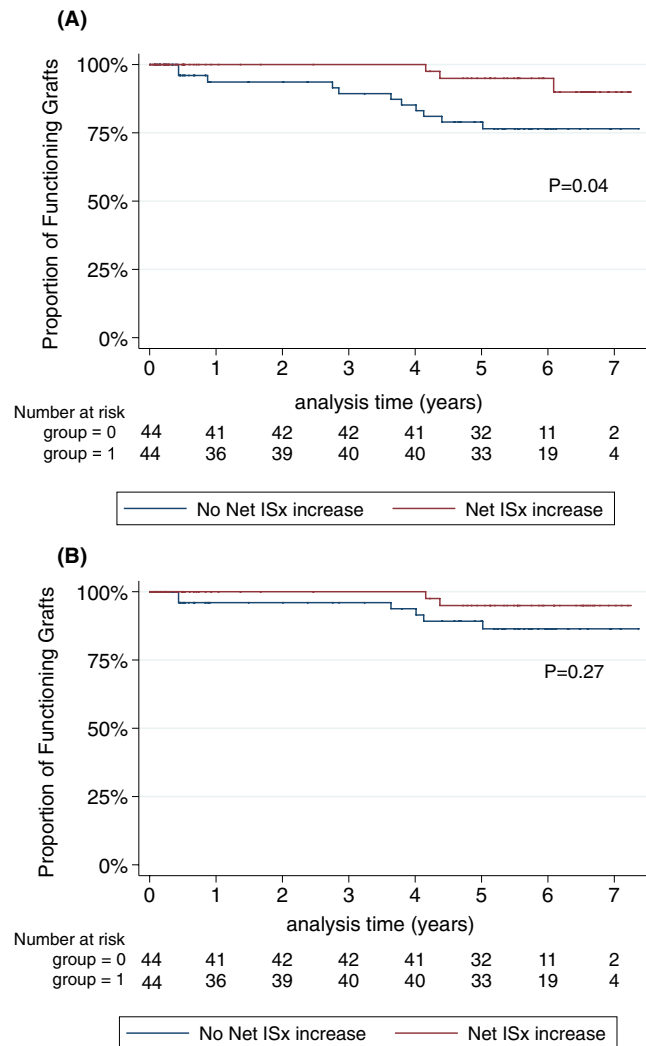 (A)
Proportion of Functioning Grafts
100%
75%
50%
25%
0%
P=0.04
0 1 2 3 4 5 6 7
analysis time (years)
Number at risk
group = 0 44 41 42 42 41 32 11 2
group = 1 44 36 39 40 40 33 19 4
No Net ISx increase Net ISx increase
(B)
Proportion of Functioning Grafts
100%
75%
50%
25%
0%
P=0.27
0 1 2 3 4 5 6 7
analysis time (years)
Number at risk
group = 0 44 41 42 42 41 32 11 2
group = 1 44 36 39 40 40 33 19 4
No Net ISx increase Net ISx increase